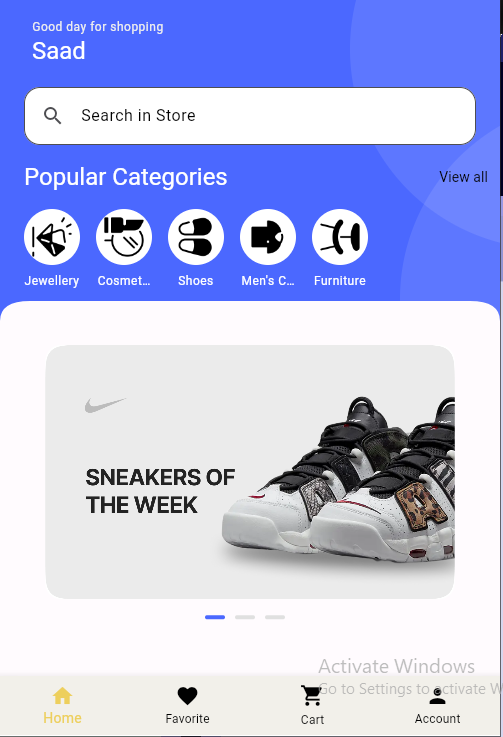 Good day for shopping
Saad
Search in Store
Popular Categories
View all
Jewellery
Cosmet...
Shoes
Men's C...
Furniture
SNEAKERS OF
THE WEEK
Activate Windows
Go to Settings to activate W
Home
Favorite
Cart
Account